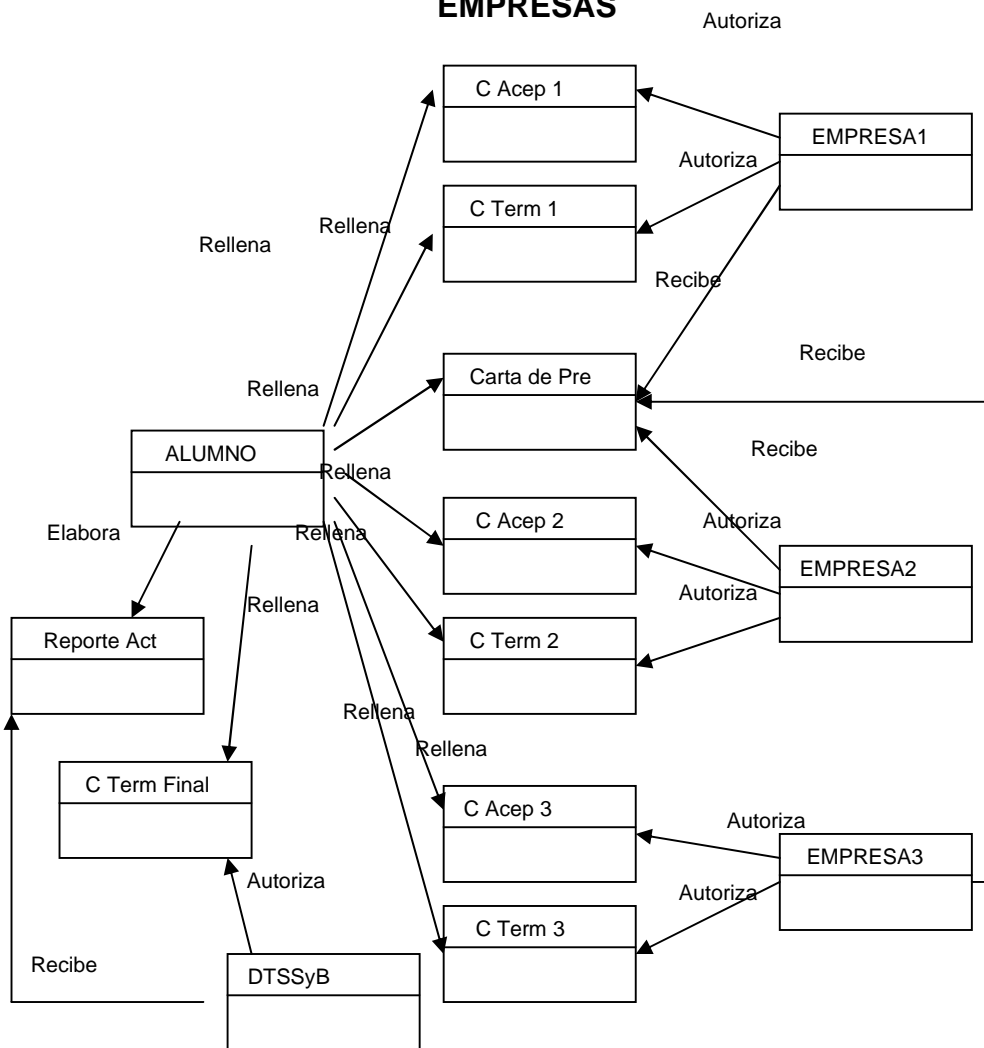 EMPRESAS
Autoriza
C Acep 1
EMPRESA1
Autoriza
C Term 1
Rellena
Rellena
Recibe
Recibe
Carta de Pre
Rellena
Recibe
ALUMNO
Rellena
C Acep 2
Autoriza
Elabora
Rellena
EMPRESA2
Autoriza
Rellena
Reporte Act
C Term 2
Rellena
Rellena
C Term Final
C Acep 3
Autoriza
EMPRESA3
Autoriza
Autoriza
C Term 3
Recibe
DTSSyB